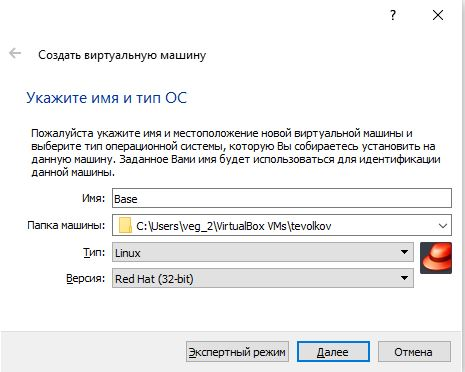 ?
Создать виртуальную машину
Укажите имя и тип ОС
Пожалуйста укажите имя и местоположение новой виртуальной машины и
выберите тип операционной системы, которую Вы собираетесь установить на
данную машину. Заданное Вами имя будет использоваться для идентификации
данной машины.
Имя: Base
Папка машины: C:\Users\veg_2\VirtualBox VMs\tevolkov
Тип: Linux
Версия: Red Hat (32-bit)
Экспертный режим Далее Отмена